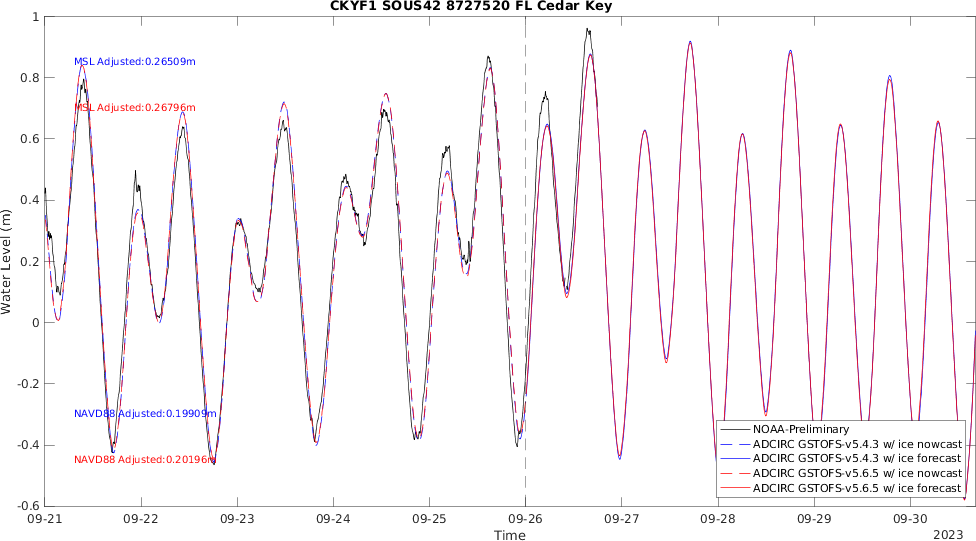 CKYF1 SOUS42 8727520 FL Cedar Key
1
0.8
0.6
0.4
0.2
0
-0.2
-0.4
-0.6
Water Level (m)
MSL Adjusted:0.26509m
MSL Adjusted:0.26796m
NAVD88 Adjusted:0.19909m
NAVD88 Adjusted:0.20196m
NOAA-Preliminary
ADCIRC GSTOFS-v5.4.3 w/ ice nowcast
ADCIRC GSTOFS-v5.4.3 w/ ice forecast
ADCIRC GSTOFS-v5.6.5 w/ ice nowcast
ADCIRC GSTOFS-v5.6.5 w/ ice forecast
09-21 09-22 09-23 09-24 09-25 09-26 09-27 09-28 09-29 09-30
Time
2023